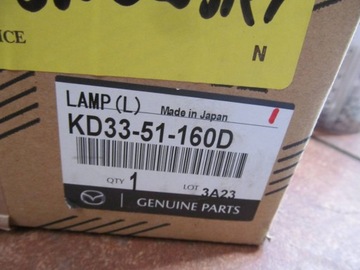 ICE
N
LAMP (L) Made in Japan
KD33-51-160D
QTY 1 LOT 3A23
GENUINE PARTS